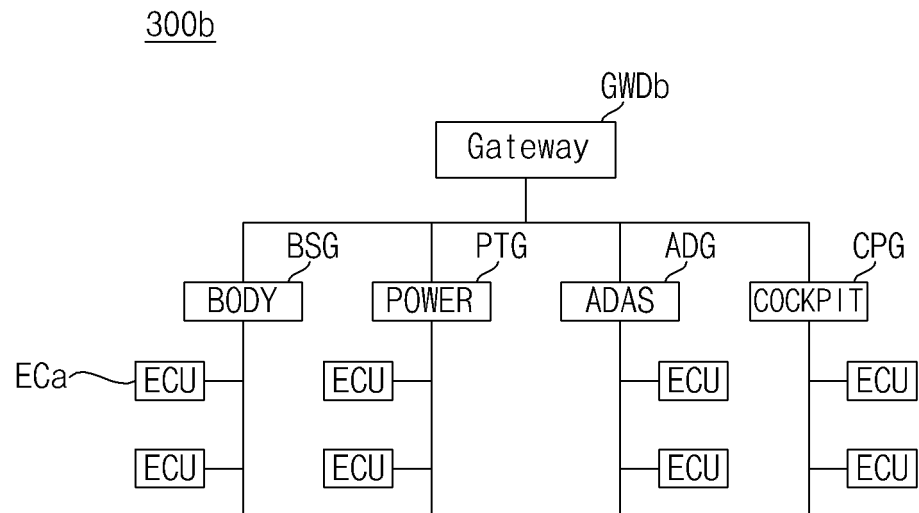 300b
GWDb
Gateway
BSG PTG ADG CPG
BODY POWER ADAS COCKPIT
ECa ECU ECU ECU ECU
ECU ECU ECU ECU